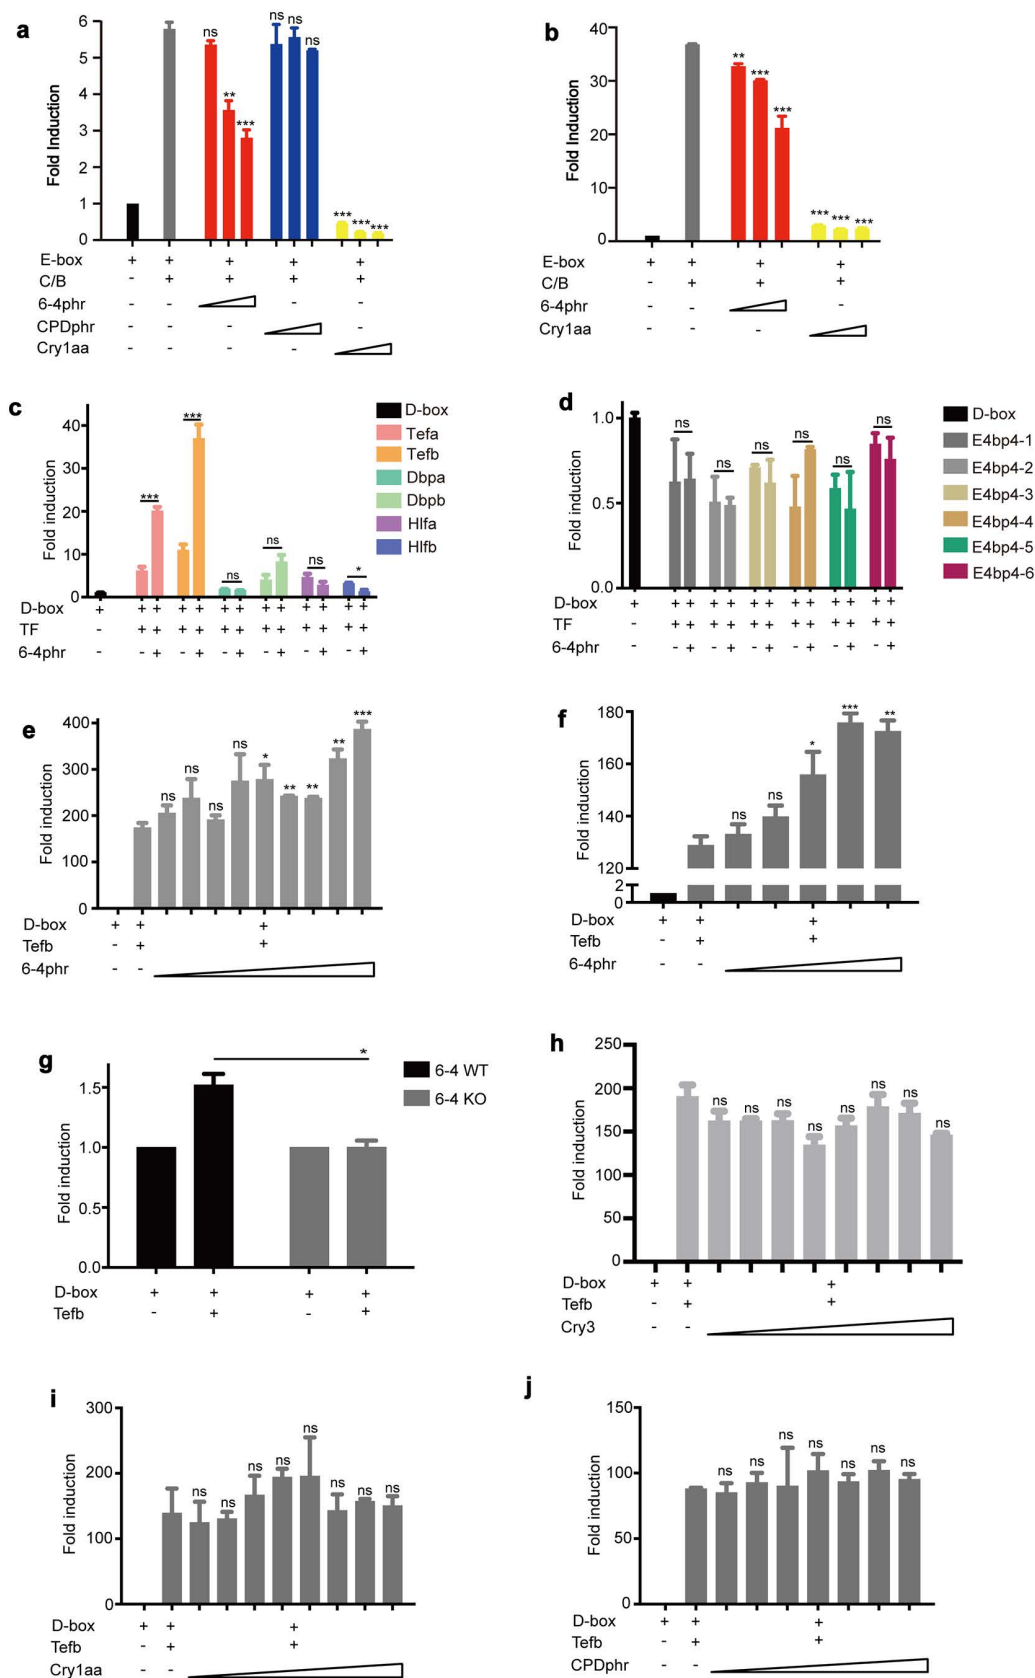 a
Fold Induction
6
5
4
3
2
1
0
ns
**
***
ns
ns
ns
***
***
***
E-box + + + + +
C/B - + + + +
6-4phr - - - -
CPDphr - - - -
Cry1aa - - - -
b
Fold Induction
40
30
20
10
0
**
***
***
***
***
***
E-box + + + +
C/B - + + +
6-4phr - - -
Cry1aa - - -
c
Fold induction
40
30
20
10
0
***
***
ns
ns
ns
*
D-box
Tefa
Tefb
Dbpa
Dbpb
Hlfa
Hlfb
D-box + + + + + + + + + + + + +
TF - + + + + + + + + + + + +
6-4phr - - + - + - + - + - + - +
d
Fold induction
1.0
0.5
0.0
ns
ns
ns
ns
ns
ns
D-box
E4bp4-1
E4bp4-2
E4bp4-3
E4bp4-4
E4bp4-5
E4bp4-6
D-box + + + + + + + + + + + + +
TF - + + + + + + + + + + + +
6-4phr - - + - + - + - + - + - +
e
Fold induction
400
300
200
100
0
ns
ns
ns
ns
*
**
**
**
***
D-box + + +
Tefb - + +
6-4phr - -
f
Fold induction
180
160
140
120
2
0
ns
ns
*
***
**
D-box + + +
Tefb - + +
6-4phr - -
g
Fold induction
1.5
1.0
0.5
0.0
*
6-4 WT
6-4 KO
D-box + + + +
Tefb - + - +
h
Fold induction
250
200
150
100
50
0
ns
ns
ns
ns
ns
ns
ns
ns
D-box + + +
Tefb - + +
Cry3 - -
i
Fold induction
300
200
100
0
ns
ns
ns
ns
ns
ns
ns
ns
D-box + + +
Tefb - + +
Cry1aa - -
j
Fold induction
150
100
50
0
ns
ns
ns
ns
ns
ns
ns
D-box + + +
Tefb - + +
CPDphr - -